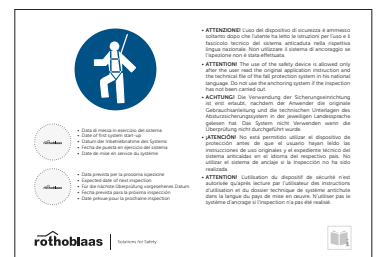 • ATTENZIONE! L'uso del dispositivo di sicurezza è ammesso
soltanto dopo che l'utente ha letto le istruzioni per l'uso e il
fascicolo tecnico del sistema anticaduta nella rispettiva
lingua nazionale. Non utilizzare il sistema di ancoraggio se
l'ispezione non è stata effettuata.
• ATTENTION! The use of the safety device is allowed only
after the user read the original application instruction and
the technical file of the fall protection system in his national
language. Do not use the anchoring system if the inspection
has not been carried out.
• ACHTUNG! Die Verwendung der Sicherungseinrichtung
ist erst erlaubt, nachdem der Anwender die originale
Gebrauchsanleitung und die technischen Unterlagen des
Absturzsicherungssystem in der jeweiligen Landessprache
gelesen hat. Das System nicht Verwenden wenn die
Überprüfung nicht durchgeführt wurde.
• ¡ATENCIÓN! No está permitido utilizar el dispositivo de
protección antes de que el usuario hayan leído las
instrucciones de uso originales y el expediente técnico del
sistema anticaídas en el idioma del respectivo país. No
utilizar el sistema de anclaje si la inspección no ha sido
realizada.
• ATTENTION! L'utilisation du dispositif de sécurité n'est
autorisée qu'après lecture par l'utilisateur des instructions
d'utilisation et du dossier technique de système antichute
dans la langue du pays de mise en œuvre. N'utilisez pas le
système d'ancrage si l'inspection n'a pas été réalisé.
rothoblaas
• Data di messa in esercizio del sistema
• Date of first system start-up
• Datum der Inbetriebnahme des Systems
• Fecha de puesta en ejercicio del sistema
• Date de mise en service du système
rothoblaas
• Data prevista per la prossima ispezione
• Expected date of next inspection
• Für die nächste Überprüfung vorgesehenes Datum
• Fecha prevista para la próxima inspección
• Date prévue pour la prochaine inspection
rothoblaas
Solutions for Safety